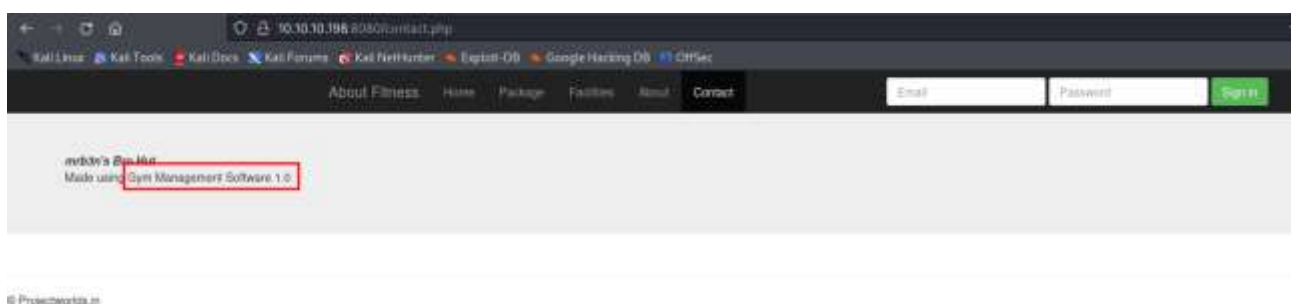 10.10.10.198:8080/contact.php
Kali Linux Kali Tools Kali Docs Kali Forums Kali NetHunter Exploit-DB Google Hacking DB OffSec
About Fitness Home Package Facilities About Contact Email Password Sign in
mrb3n's Bro Hut
Made using Gym Management Software 1.0
© Projectworlds.in